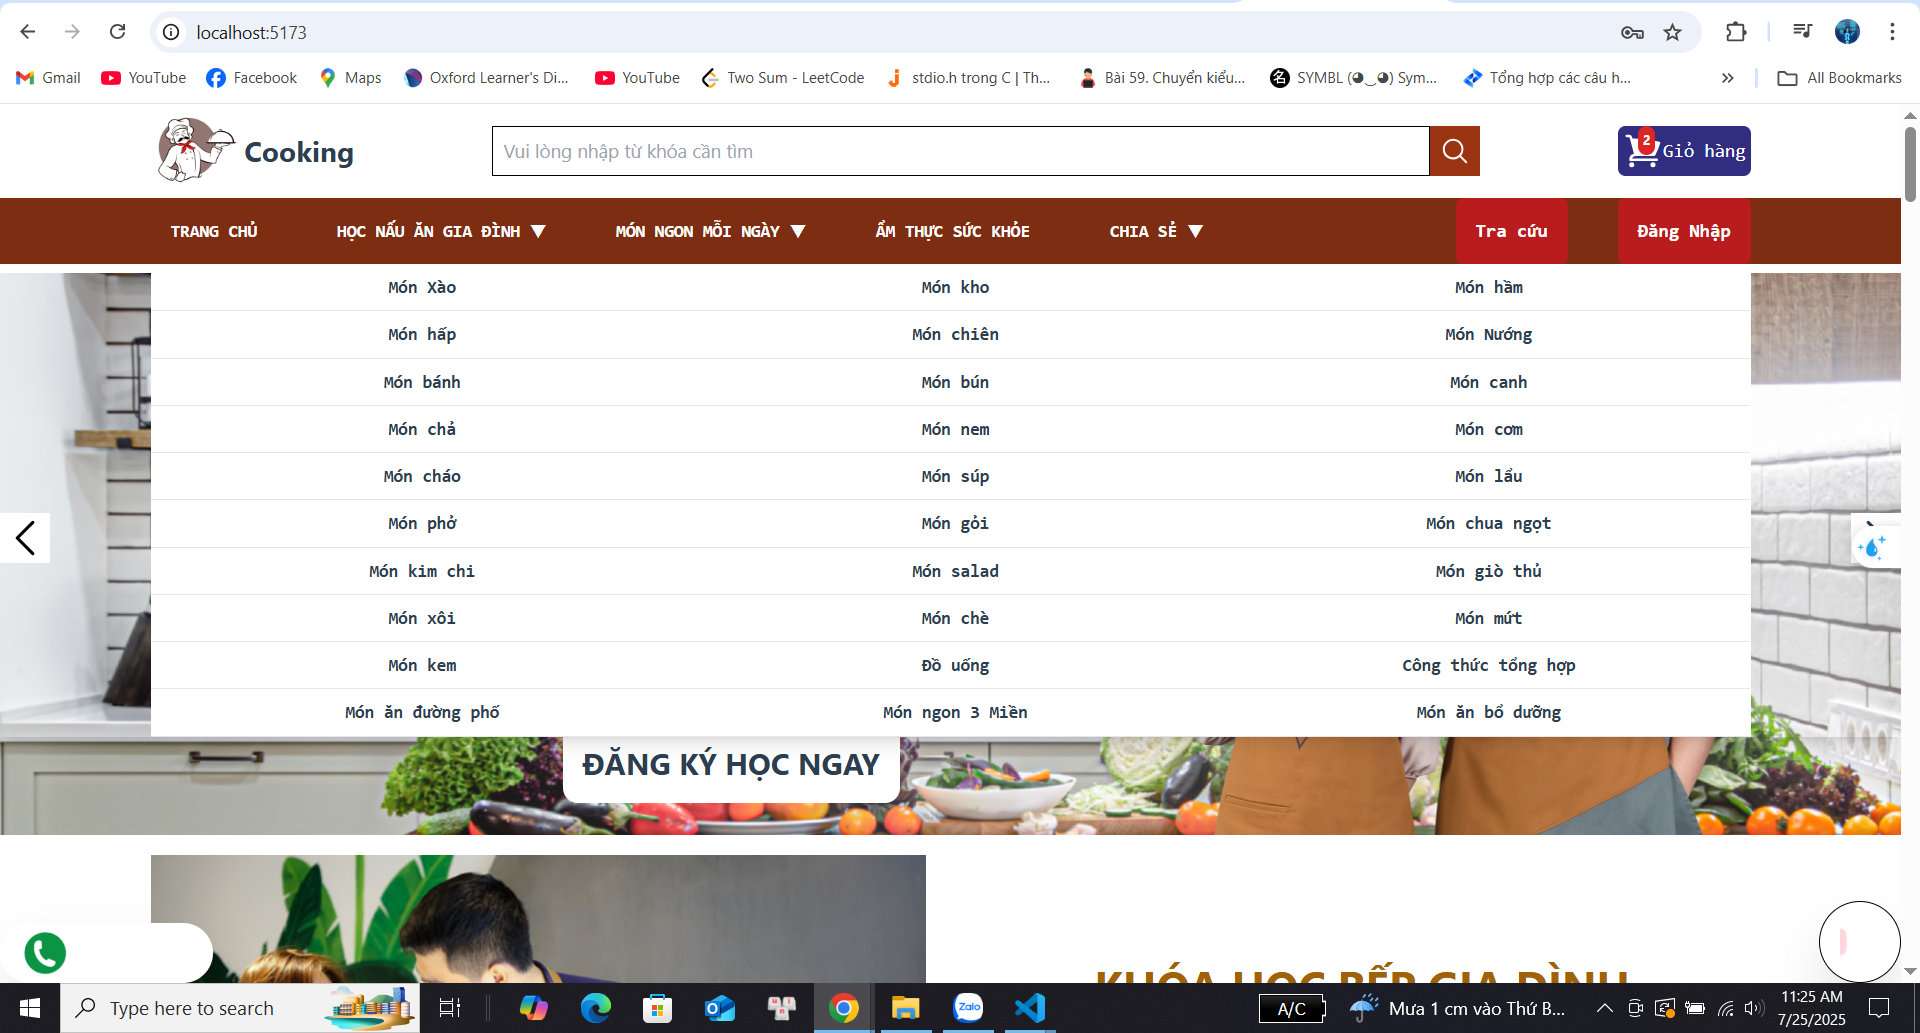 localhost:5173
Gmail YouTube Facebook Maps Oxford Learner's Di... YouTube Two Sum - LeetCode stdio.h trong C | Th... Bài 59. Chuyển kiểu... SYMBL (◕‿◕) Sym... Tổng hợp các câu h... » All Bookmarks
Cooking Vui lòng nhập từ khóa cần tìm 2 Giỏ hàng
TRANG CHỦ HỌC NẤU ĂN GIA ĐÌNH ▼ MÓN NGON MỖI NGÀY ▼ ẨM THỰC SỨC KHỎE CHIA SẺ ▼ Tra cứu Đăng Nhập
Món Xào Món kho Món hầm
Món hấp Món chiên Món Nướng
Món bánh Món bún Món canh
Món chả Món nem Món cơm
Món cháo Món súp Món lẩu
Món phở Món gỏi Món chua ngọt
Món kim chi Món salad Món giò thủ
Món xôi Món chè Món mứt
Món kem Đồ uống Công thức tổng hợp
Món ăn đường phố Món ngon 3 Miền Món ăn bổ dưỡng
ĐĂNG KÝ HỌC NGAY
KHÓA HỌC BẾP GIA ĐÌNH
Type here to search Zalo A/C Mưa 1 cm vào Thứ B... 11:25 AM
7/25/2025